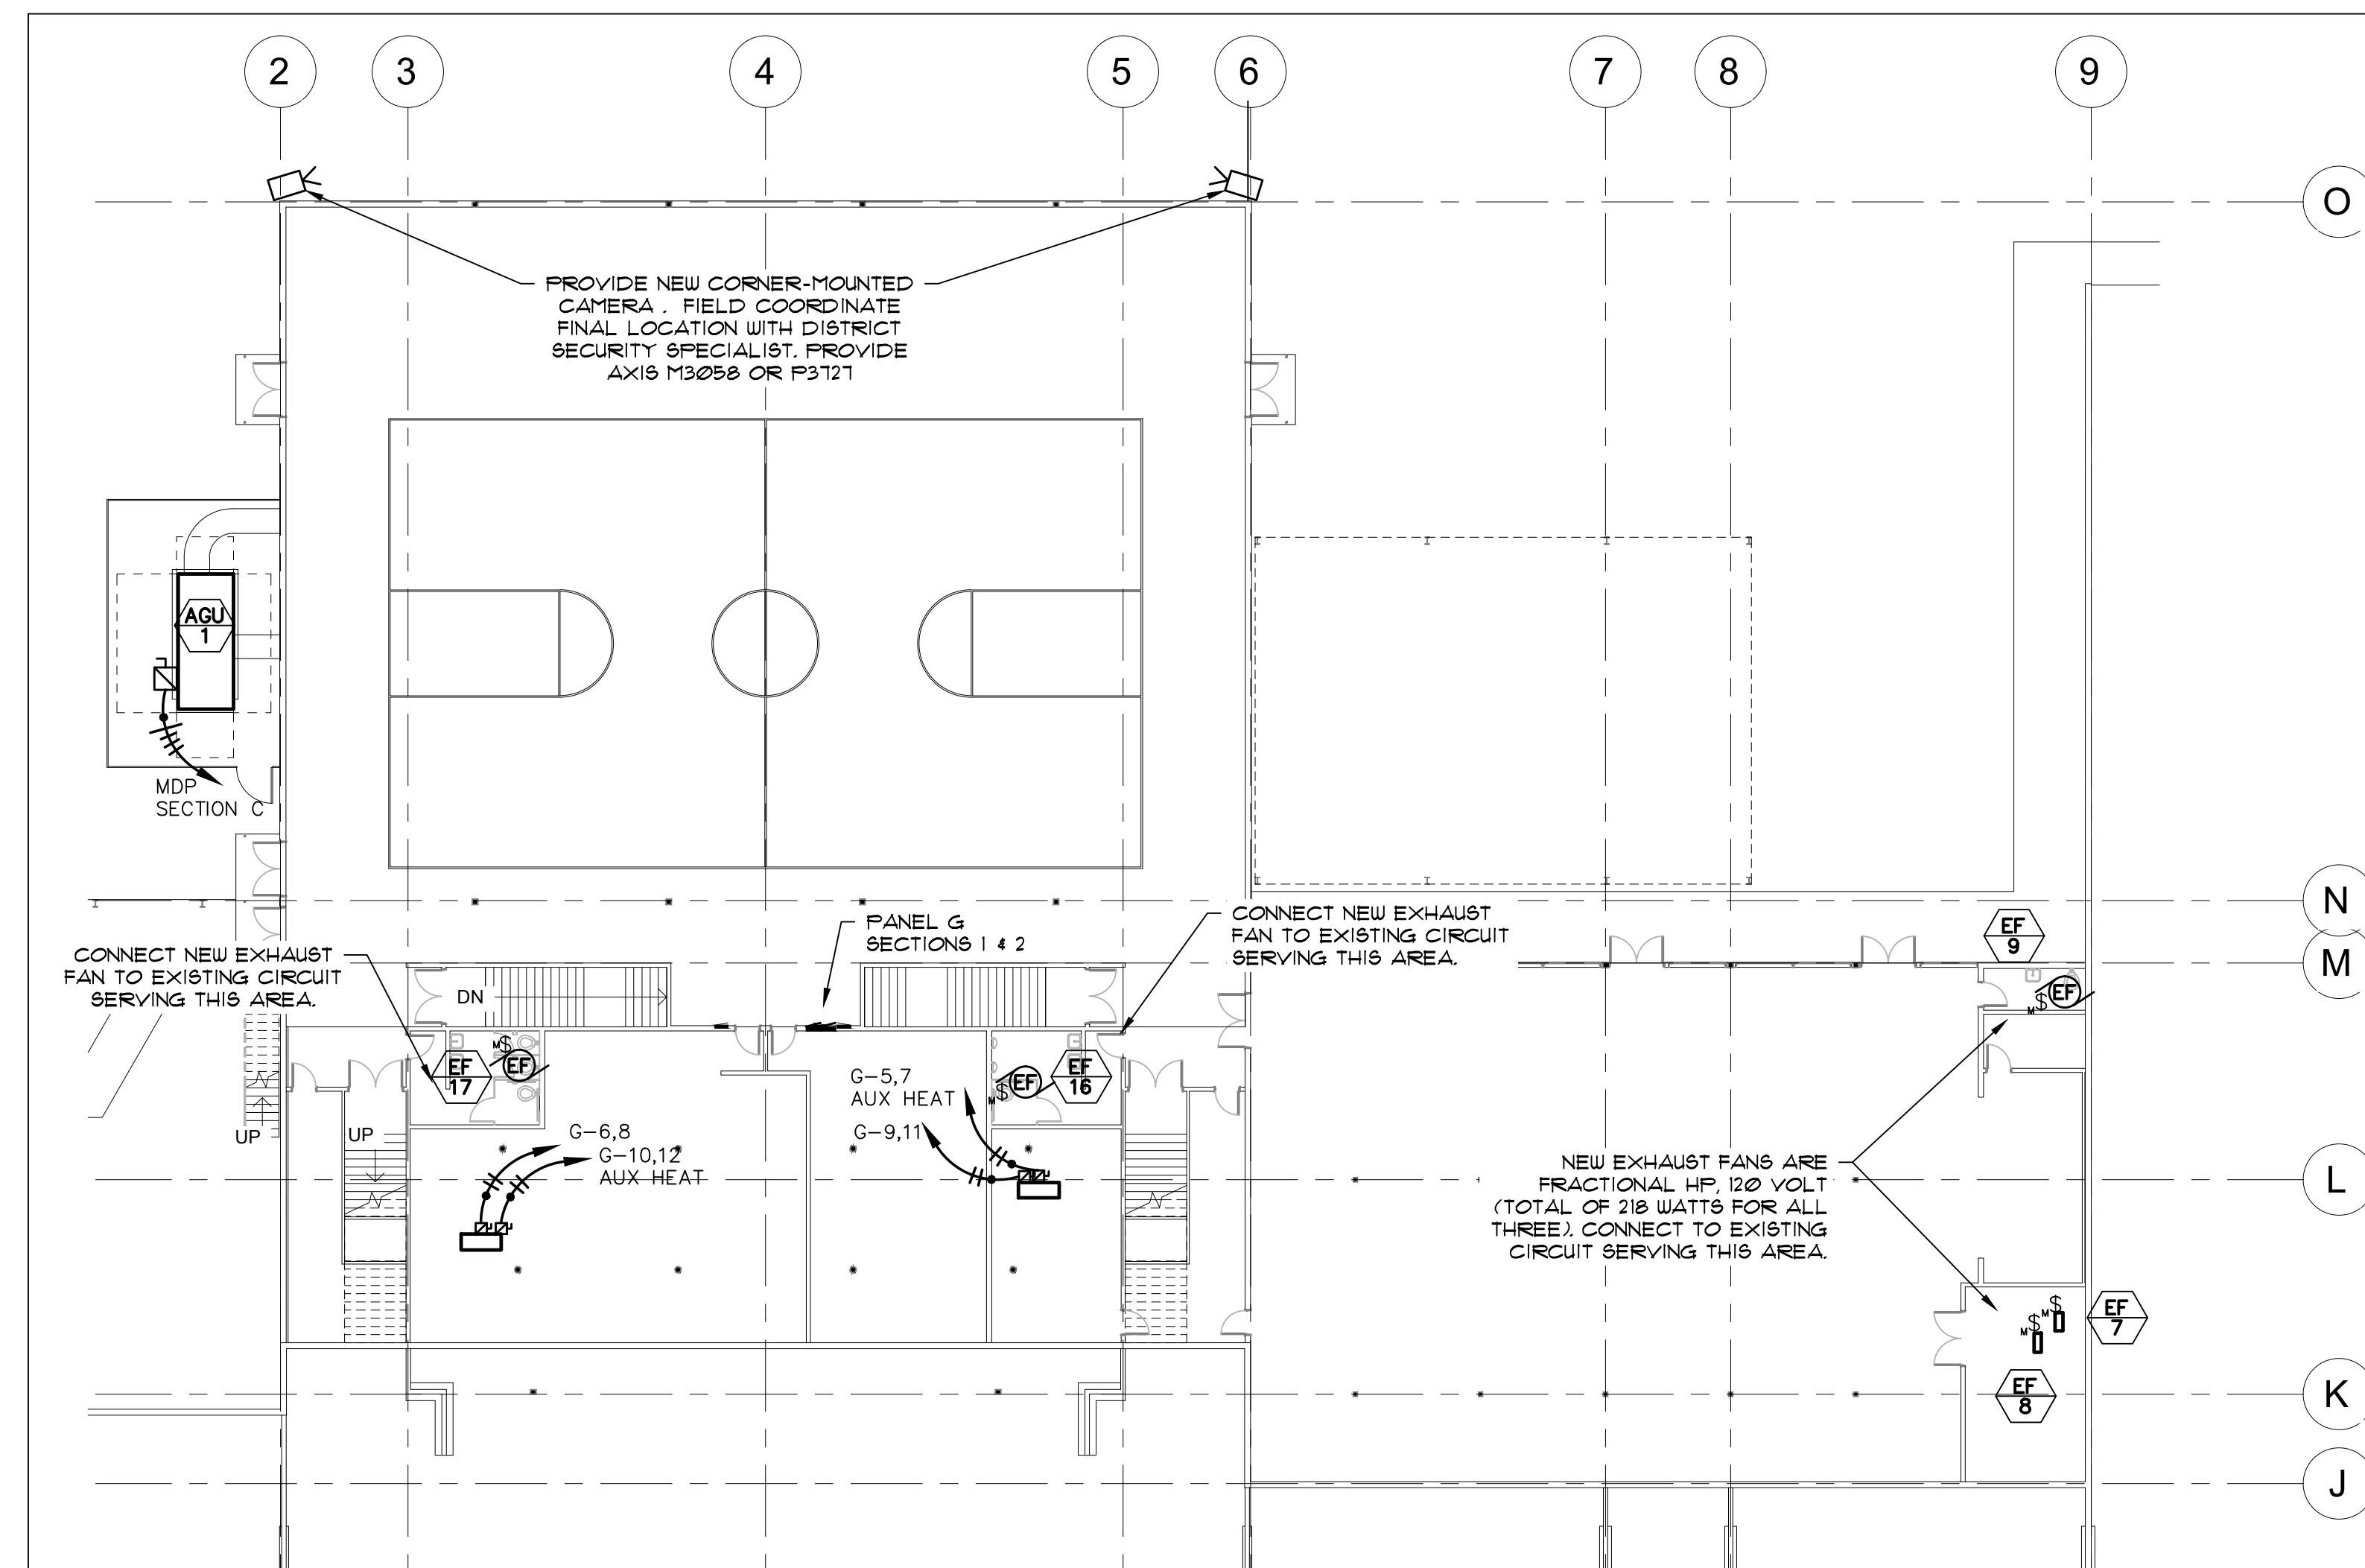 2
3
4
5
6
7
8
9
O
PROVIDE NEW CORNER-MOUNTED
CAMERA . FIELD COORDINATE
FINAL LOCATION WITH DISTRICT
SECURITY SPECIALIST. PROVIDE
AXIS M3058 OR P3727
AGU
1
MDP
SECTION C
N
M
CONNECT NEW EXHAUST
FAN TO EXISTING CIRCUIT
SERVING THIS AREA.
PANEL G
SECTIONS 1 & 2
CONNECT NEW EXHAUST
FAN TO EXISTING CIRCUIT
SERVING THIS AREA.
EF
9
DN
EF
M$
M$
EF
17
EF
G-5,7
AUX HEAT
G-9,11
M$
EF
EF
16
UP
UP
G-6,8
G-10,12
AUX HEAT
NEW EXHAUST FANS ARE
FRACTIONAL HP, 120 VOLT
(TOTAL OF 218 WATTS FOR ALL
THREE). CONNECT TO EXISTING
CIRCUIT SERVING THIS AREA.
L
M$
M$
EF
7
EF
8
K
J